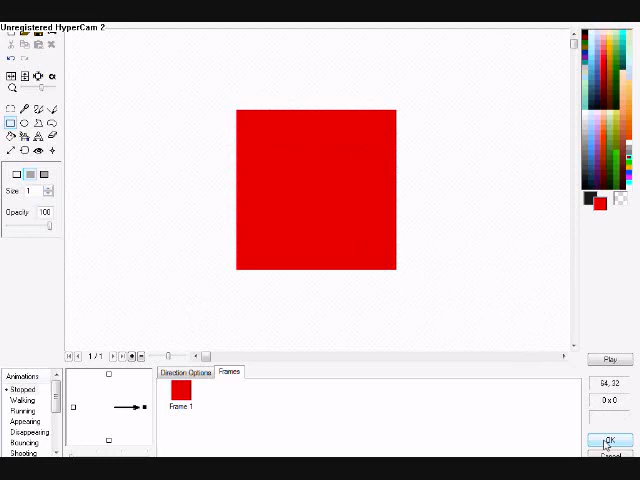 Unregistered HyperCam 2
Size 1
Opacity 100
1 / 1
Play
Animations
Stopped
Walking
Running
Appearing
Disappearing
Bouncing
Shooting
Direction Options
Frames
Frame 1
64, 32
0 x 0
OK
Cancel